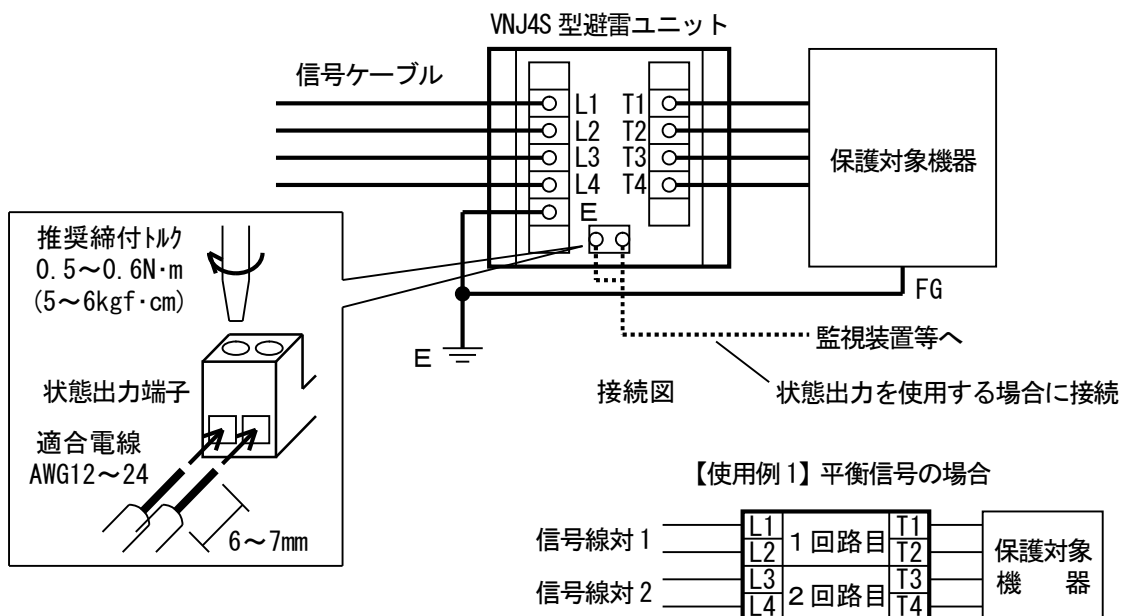 VNJ4S 型避雷ユニット
信号ケーブル
L1 T1
L2 T2
L3 T3
L4 T4
E
保護対象機器
FG
E
監視装置等へ
接続図
状態出力を使用する場合に接続
推奨締付トルク
0.5～0.6N·m
(5～6kgf·cm)
状態出力端子
適合電線
AWG12～24
6～7mm
【使用例1】平衡信号の場合
信号線対1
信号線対2
L1 1回路目 T1
L2 T2
L3 2回路目 T3
L4 T4
保護対象
機 器